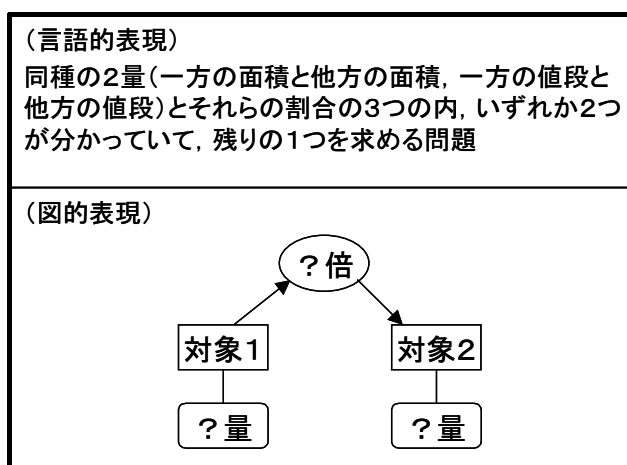 （言語的表現）
同種の２量（一方の面積と他方の面積，一方の値段と
他方の値段）とそれらの割合の３つの内，いずれか２つ
が分かっていて，残りの１つを求める問題
（図的表現）
？倍
対象１
対象２
？量
？量